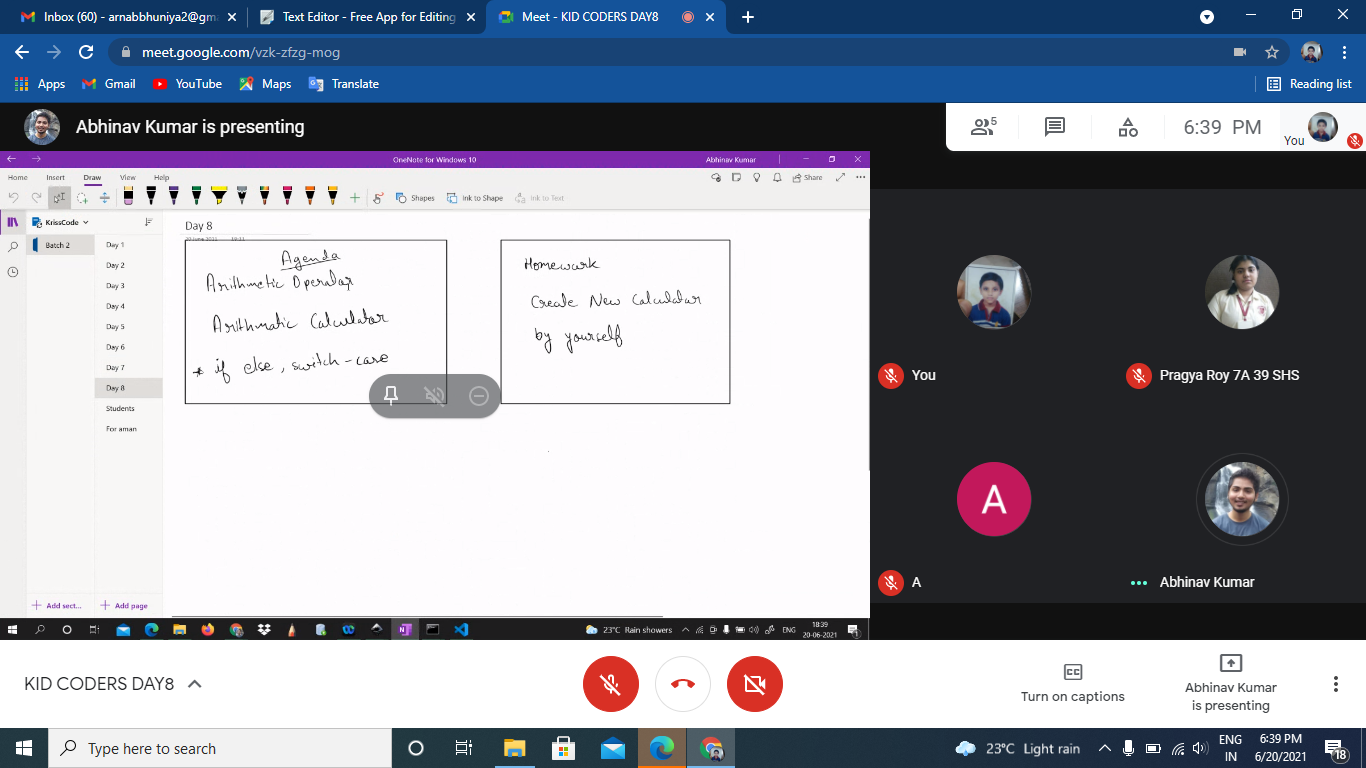 Inbox (60) - arnabbhuniya2@gm
Text Editor - Free App for Editing
Meet - KID CODERS DAY8
meet.google.com/vzk-zfzg-mog
Apps
Gmail
YouTube
Maps
Translate
Reading list
Abhinav Kumar is presenting
5
6:39 PM
You
OneNote for Windows 10
Abhinav Kumar
Home
Insert
Draw
View
Help
Share
Shapes
Ink to Shape
Ink to Text
KrissCode
Batch 2
Day 1
Day 2
Day 3
Day 4
Day 5
Day 6
Day 7
Day 8
Students
For aman
Add sect...
Add page
Day 8
Agenda
Arithmetic Operator
Arithmatic Calculator
* if else, switch-case
Homework
Create New Calculator
by yourself
You
Pragya Roy 7A 39 SHS
A
A
Abhinav Kumar
23°C Rain showers
ENG
18:39
20-06-2021
KID CODERS DAY8
Turn on captions
Abhinav Kumar
is presenting
Type here to search
23°C Light rain
ENG
IN
6:39 PM
6/20/2021
18